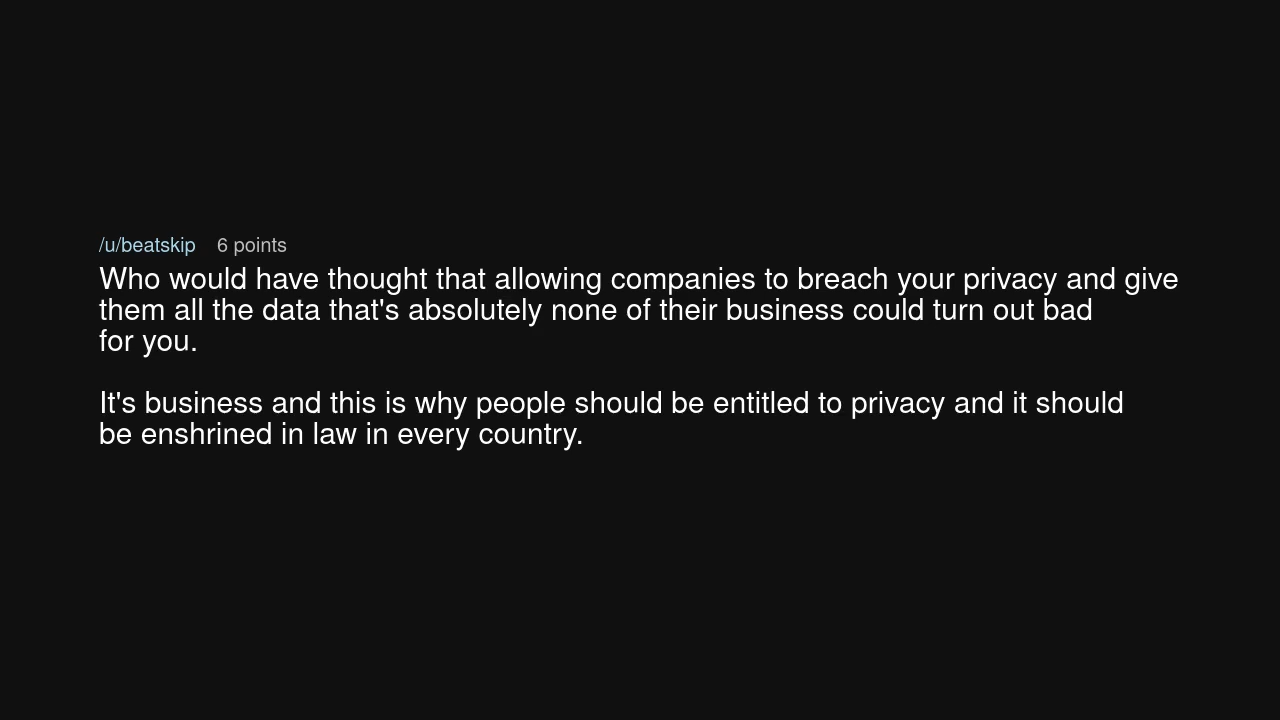 /u/beatskip 6 points
Who would have thought that allowing companies to breach your privacy and give
them all the data that's absolutely none of their business could turn out bad
for you.
It's business and this is why people should be entitled to privacy and it should
be enshrined in law in every country.